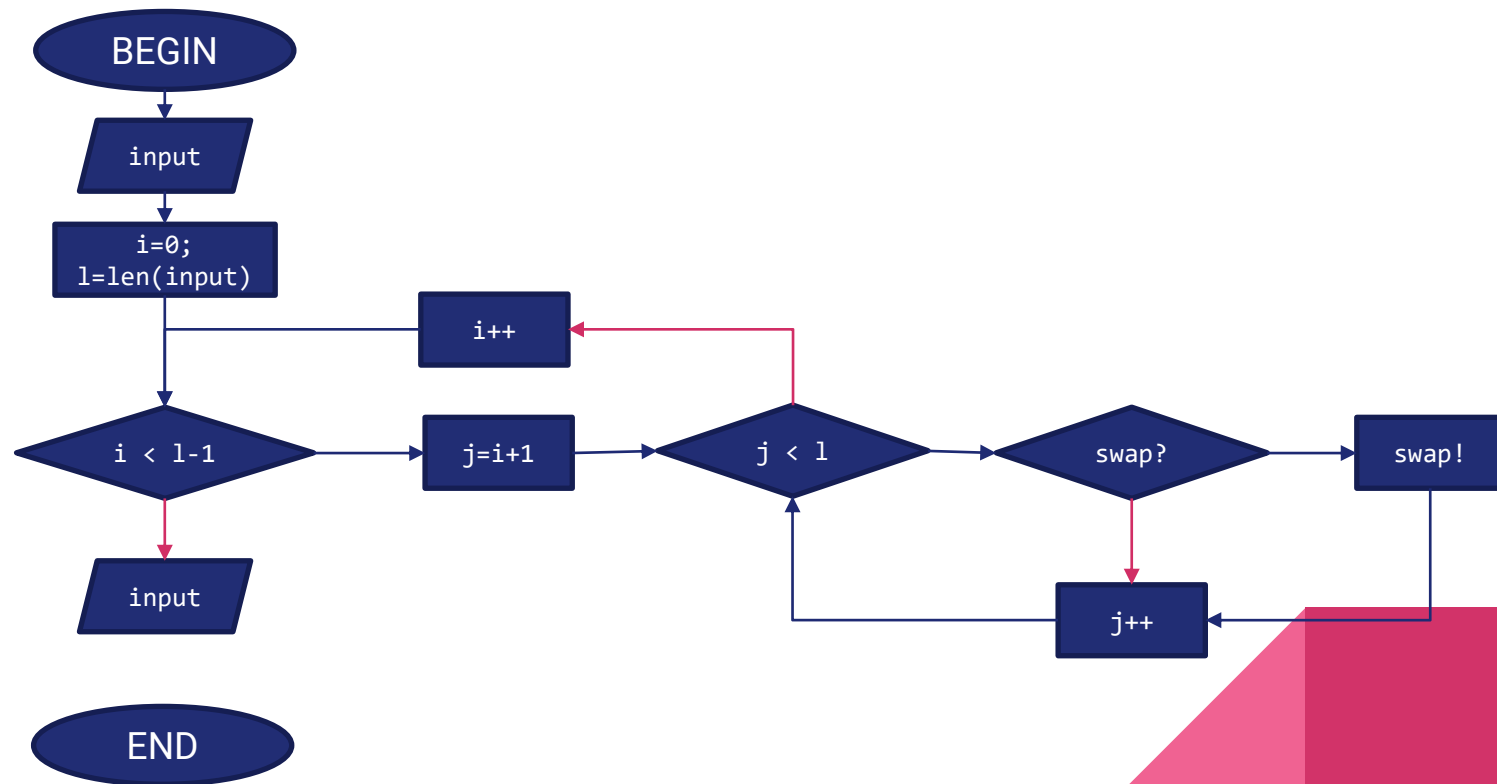 BEGIN
input
i=0;
l=len(input)
i++
i < l-1
j=i+1
j < l
swap?
swap!
input
j++
END